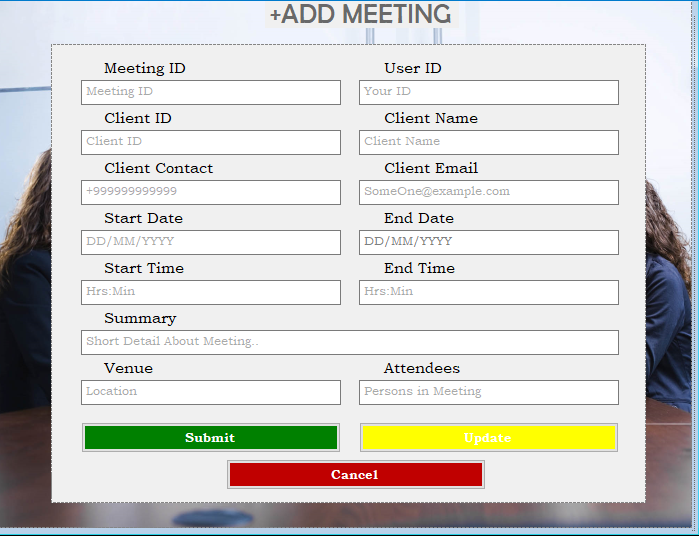 +ADD MEETING
Meeting ID User ID
Meeting ID Your ID
Client ID Client Name
Client ID Client Name
Client Contact Client Email
+999999999999 SomeOne@example.com
Start Date End Date
DD/MM/YYYY DD/MM/YYYY
Start Time End Time
Hrs:Min Hrs:Min
Summary
Short Detail About Meeting..
Venue Attendees
Location Persons in Meeting
Submit Update
Cancel